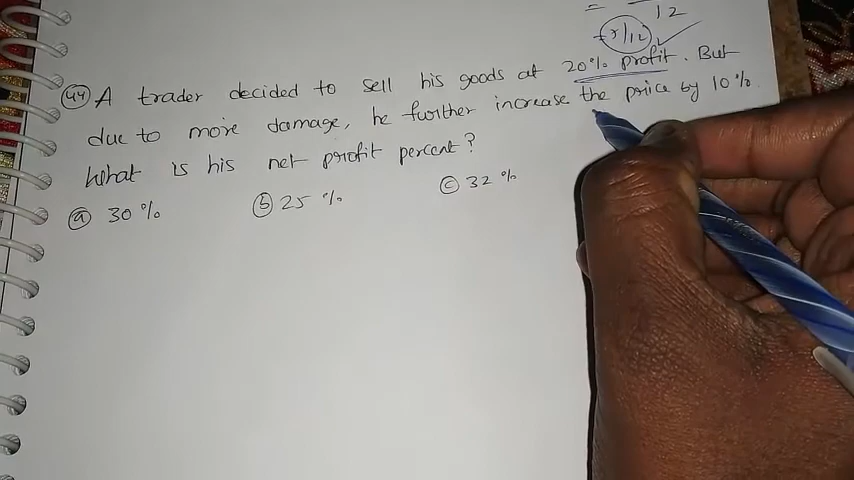 12
+r/12
44 A trader decided to sell his goods at 20% profit. But
due to more damage, he further increase the price by 10%.
What is his net profit percent?
(a) 30% (b) 25% (c) 32%